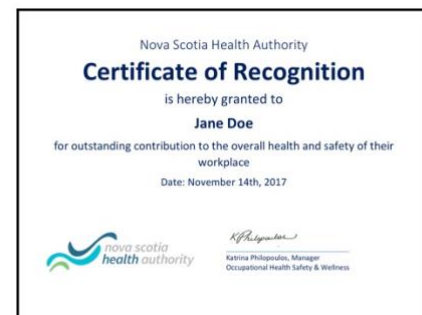 Nova Scotia Health Authority
Certificate of Recognition
is hereby granted to
Jane Doe
for outstanding contribution to the overall health and safety of their
workplace
Date: November 14th, 2017
nova scotia
health authority
KPhilopoulos
Katrina Philopoulos, Manager
Occupational Health Safety & Wellness